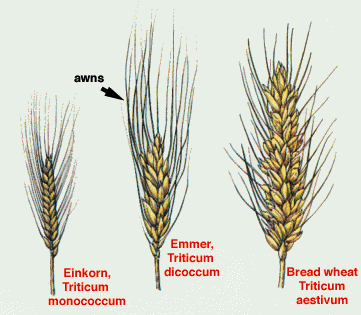 awns
Einkorn,
Triticum
monococcum
Emmer,
Triticum
dicoccum
Bread wheat
Triticum
aestivum